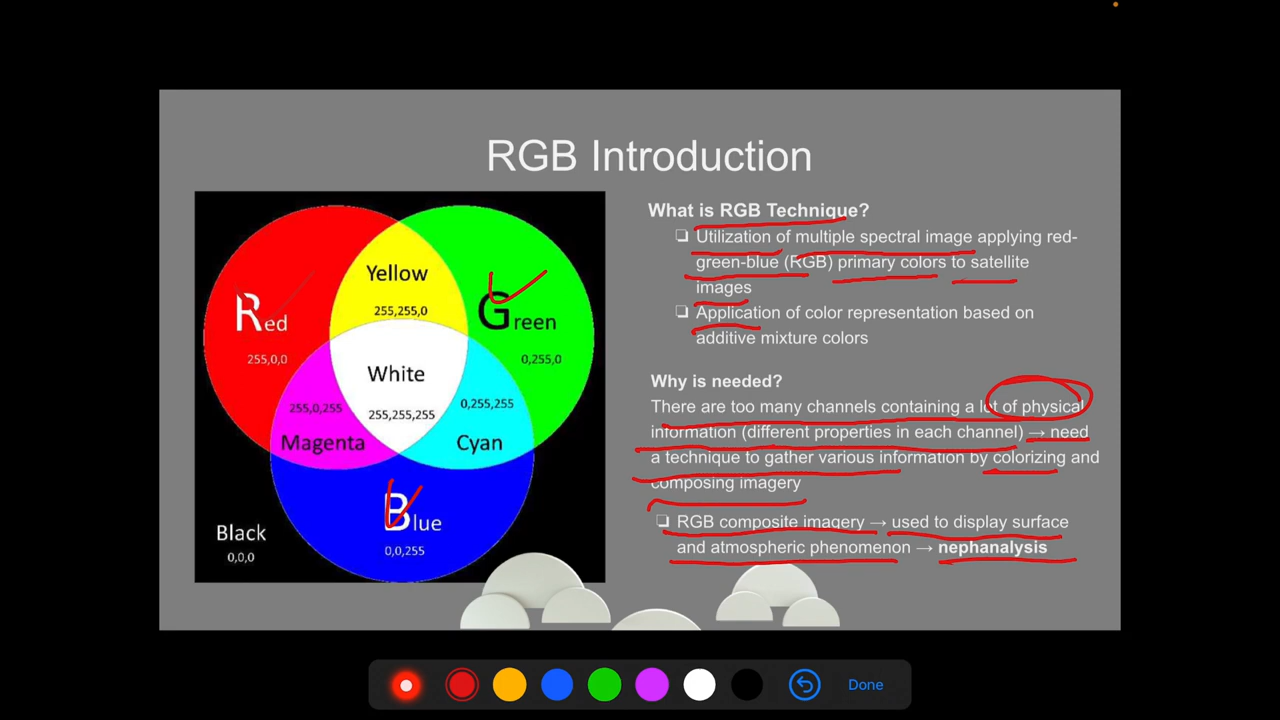 RGB Introduction
Yellow
255,255,0
Red
255,0,0
Green
0,255,0
White
255,255,255
255,0,255
Magenta
0,255,255
Cyan
Blue
0,0,255
Black
0,0,0
What is RGB Technique?
❏ Utilization of multiple spectral image applying red-
green-blue (RGB) primary colors to satellite
images
❏ Application of color representation based on
additive mixture colors
Why is needed?
There are too many channels containing a lot of physical
information (different properties in each channel) → need
a technique to gather various information by colorizing and
composing imagery
❏ RGB composite imagery → used to display surface
and atmospheric phenomenon → nephanalysis
Done